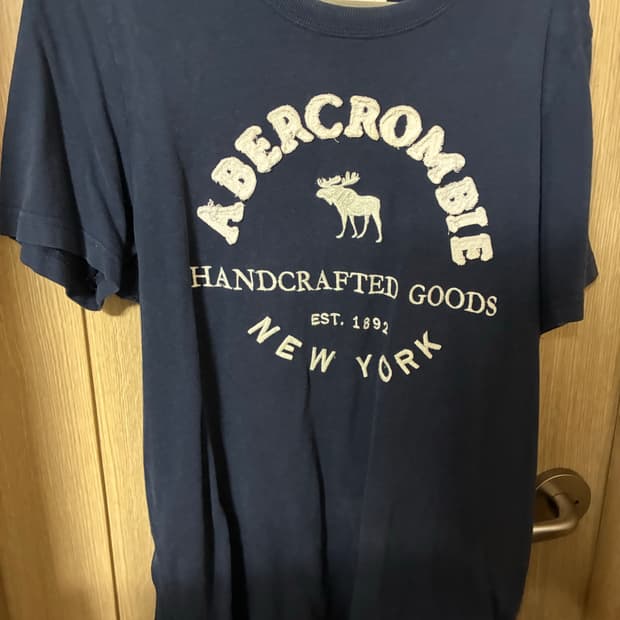 ABERCROMBIE
HANDCRAFTED GOODS
EST. 1892
NEW YORK